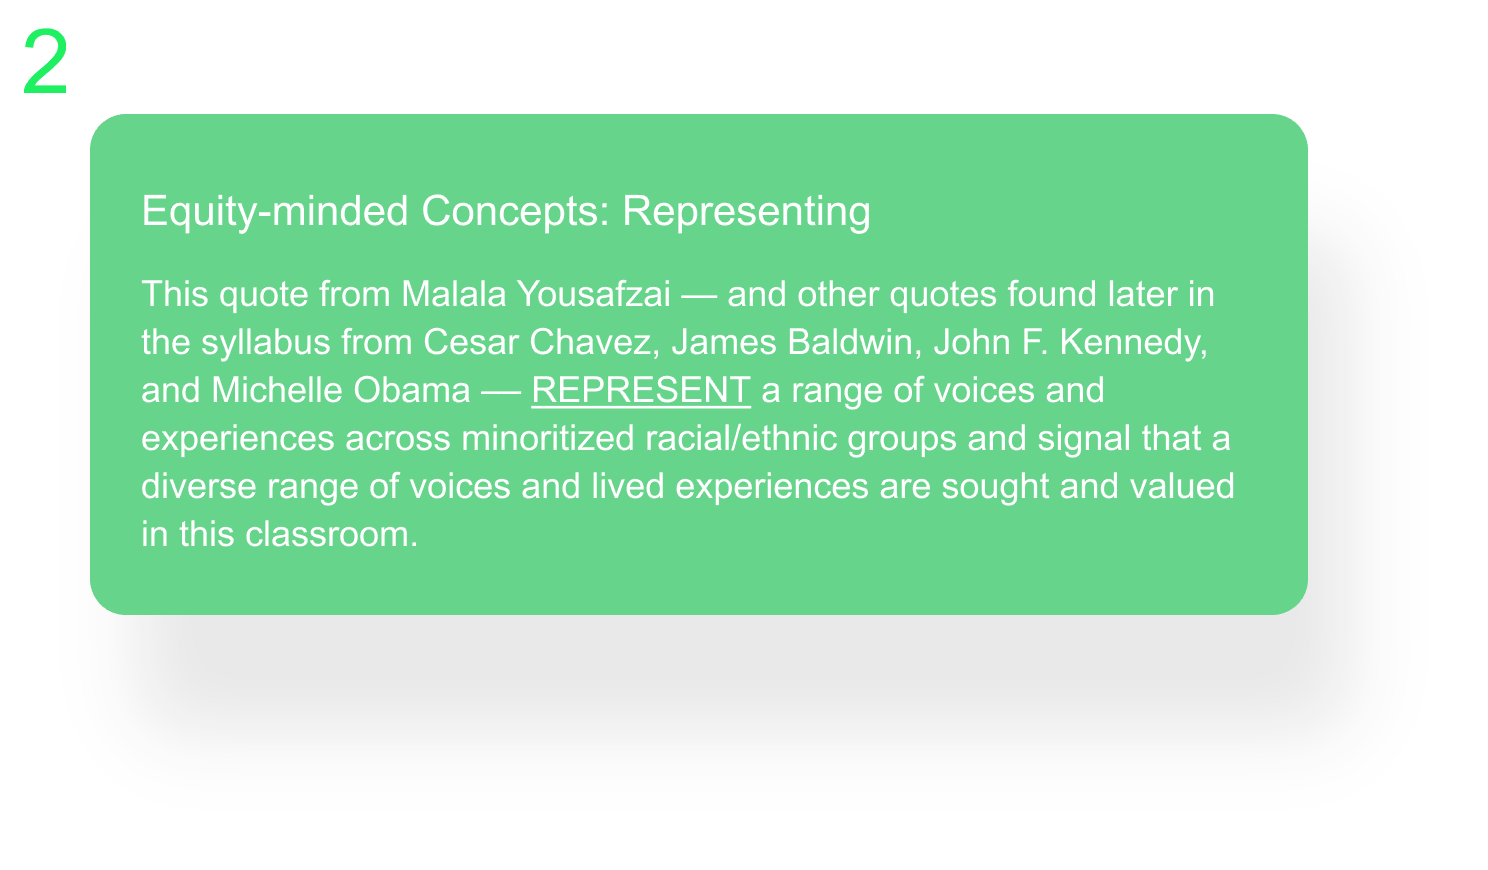 2
Equity-minded Concepts: Representing
This quote from Malala Yousafzai — and other quotes found later in
the syllabus from Cesar Chavez, James Baldwin, John F. Kennedy,
and Michelle Obama — REPRESENT a range of voices and
experiences across minoritized racial/ethnic groups and signal that a
diverse range of voices and lived experiences are sought and valued
in this classroom.